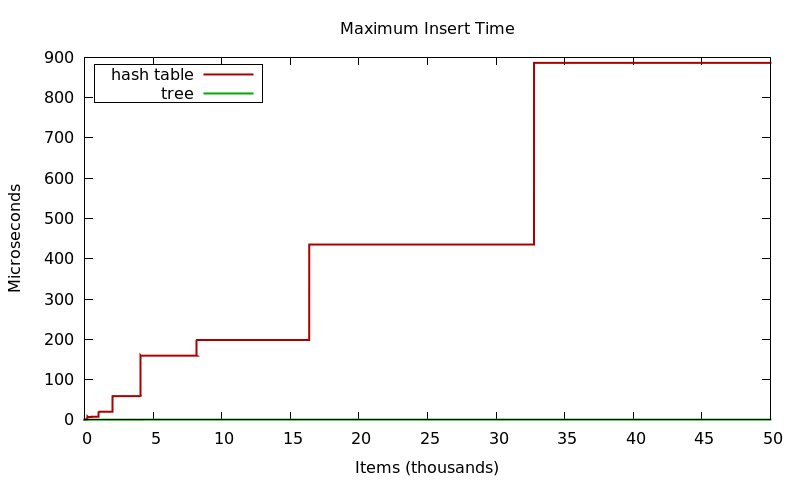 Maximum Insert Time
900
800
700
600
500
400
300
200
100
0
hash table
tree
Microseconds
0 5 10 15 20 25 30 35 40 45 50
Items (thousands)